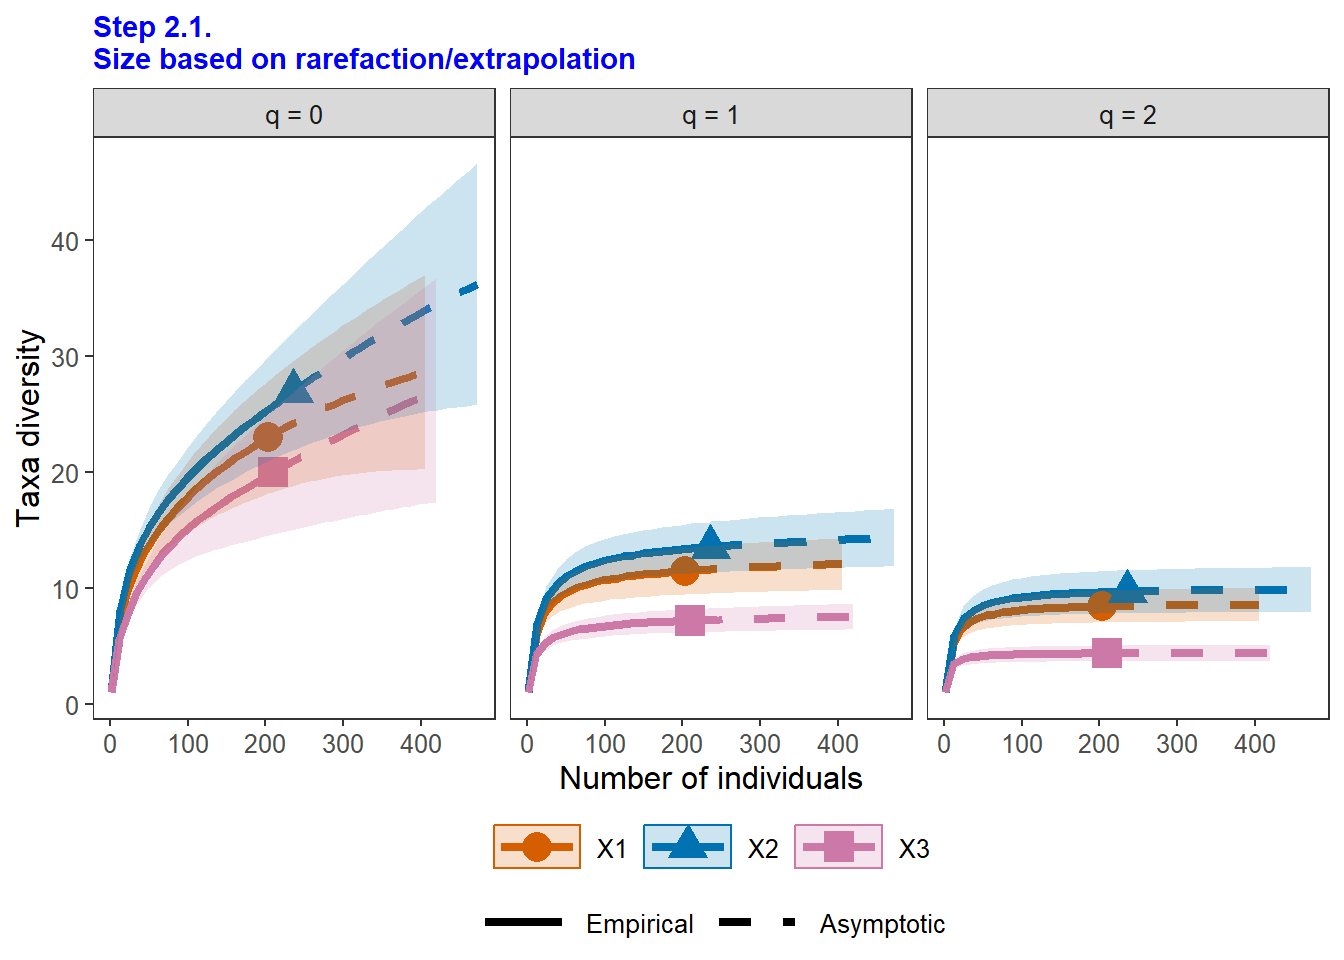 Step 2.1.
Size based on rarefaction/extrapolation
q = 0
q = 1
q = 2
Taxa diversity
40
30
20
10
0
0 100 200 300 400
0 100 200 300 400
0 100 200 300 400
Number of individuals
X1 X2 X3
Empirical Asymptotic